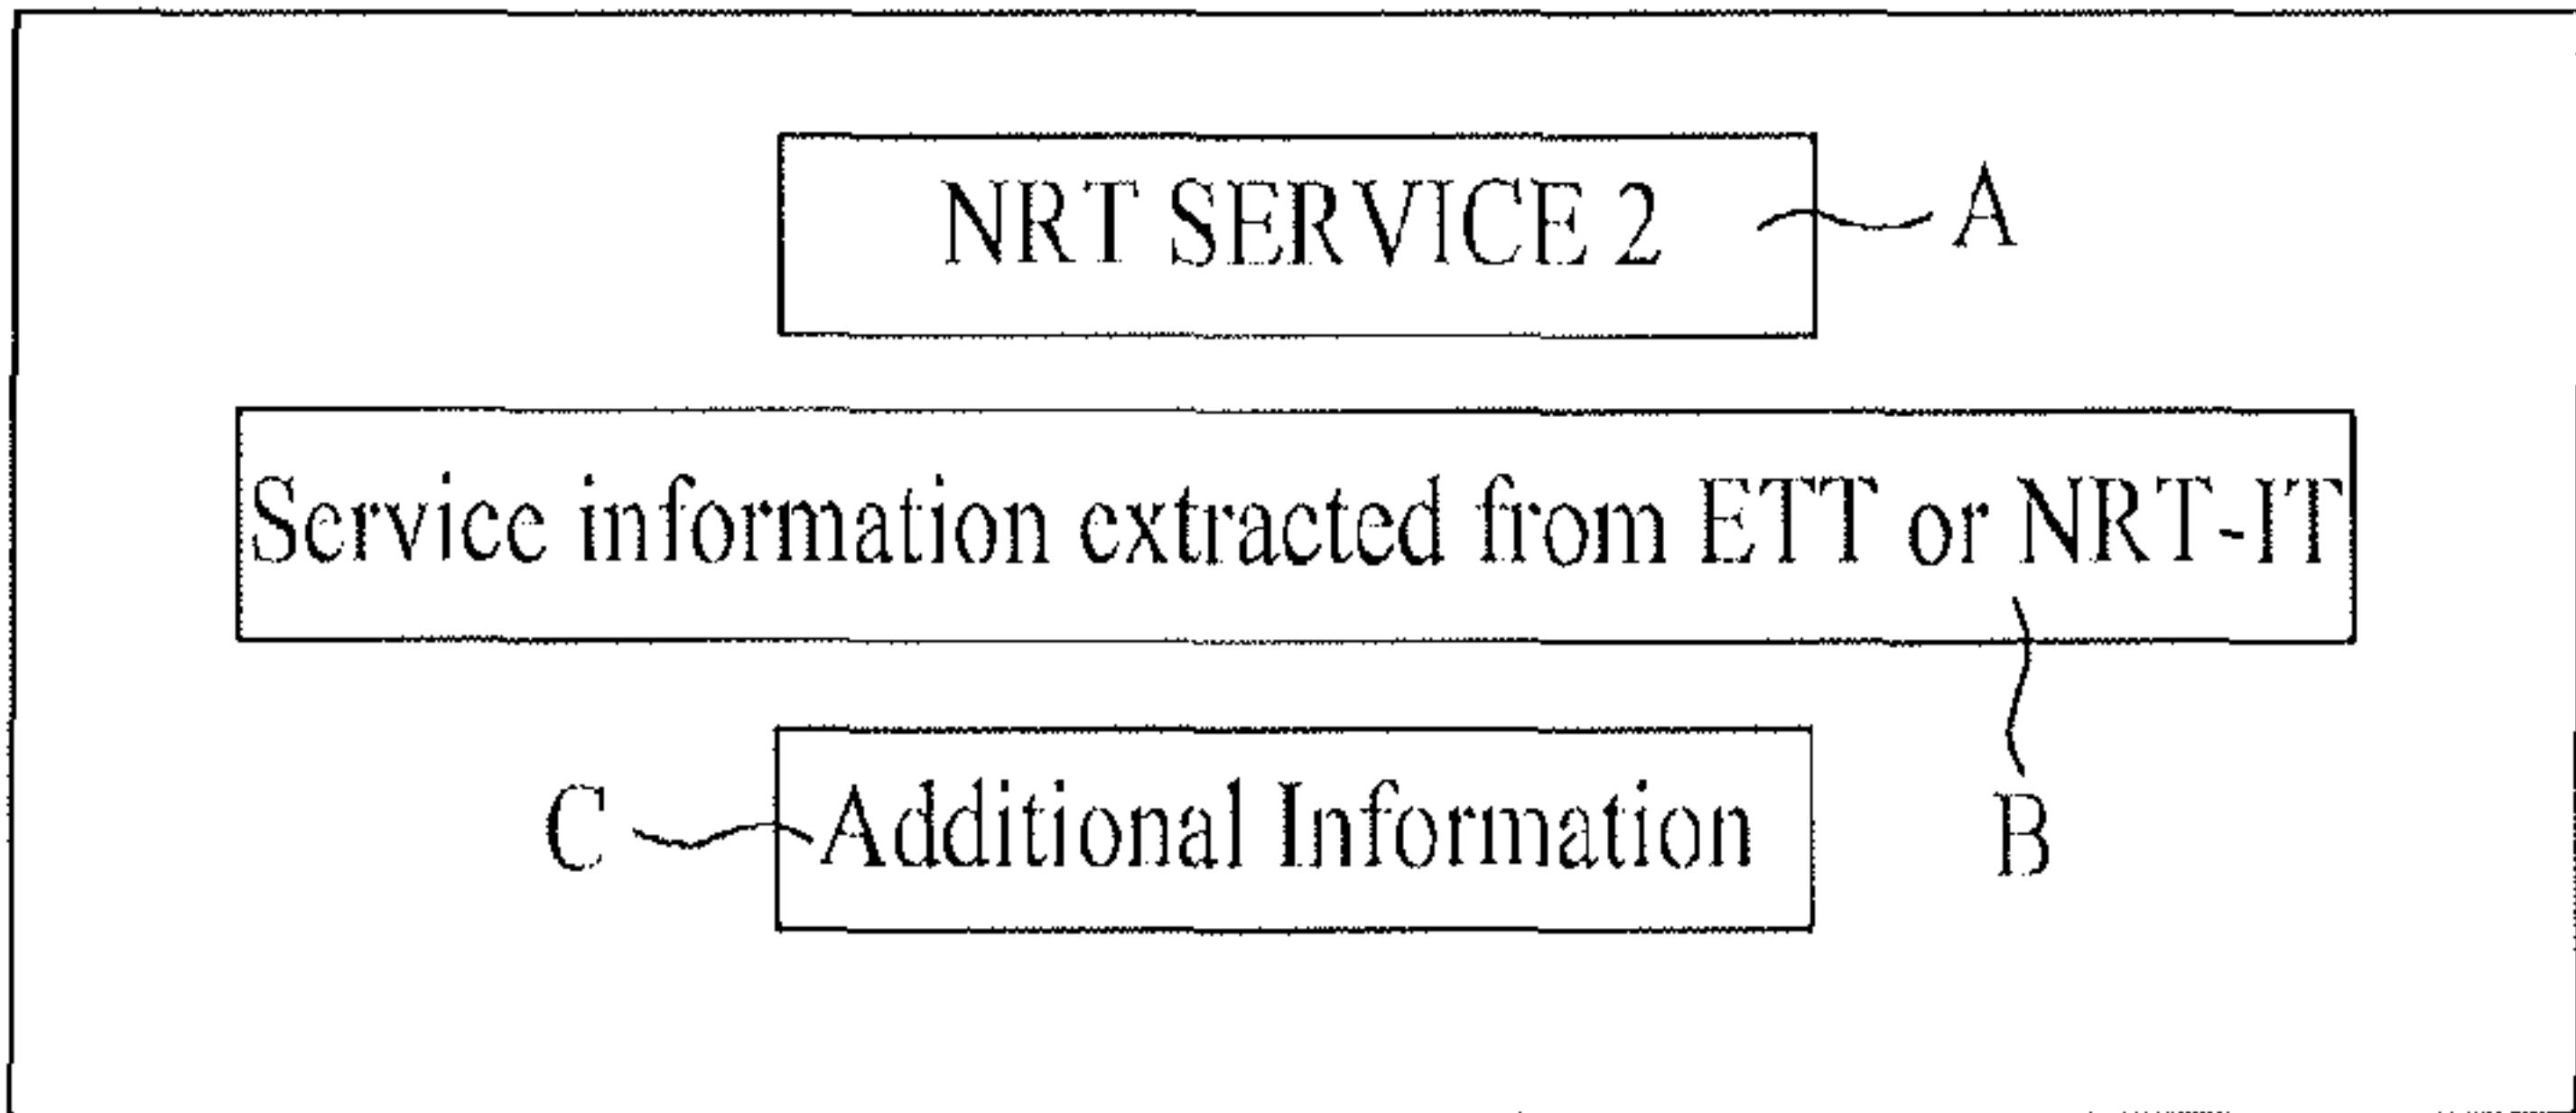 NRT SERVICE 2
A
Service information extracted from ETT or NRT-IT
C
Additional Information
B